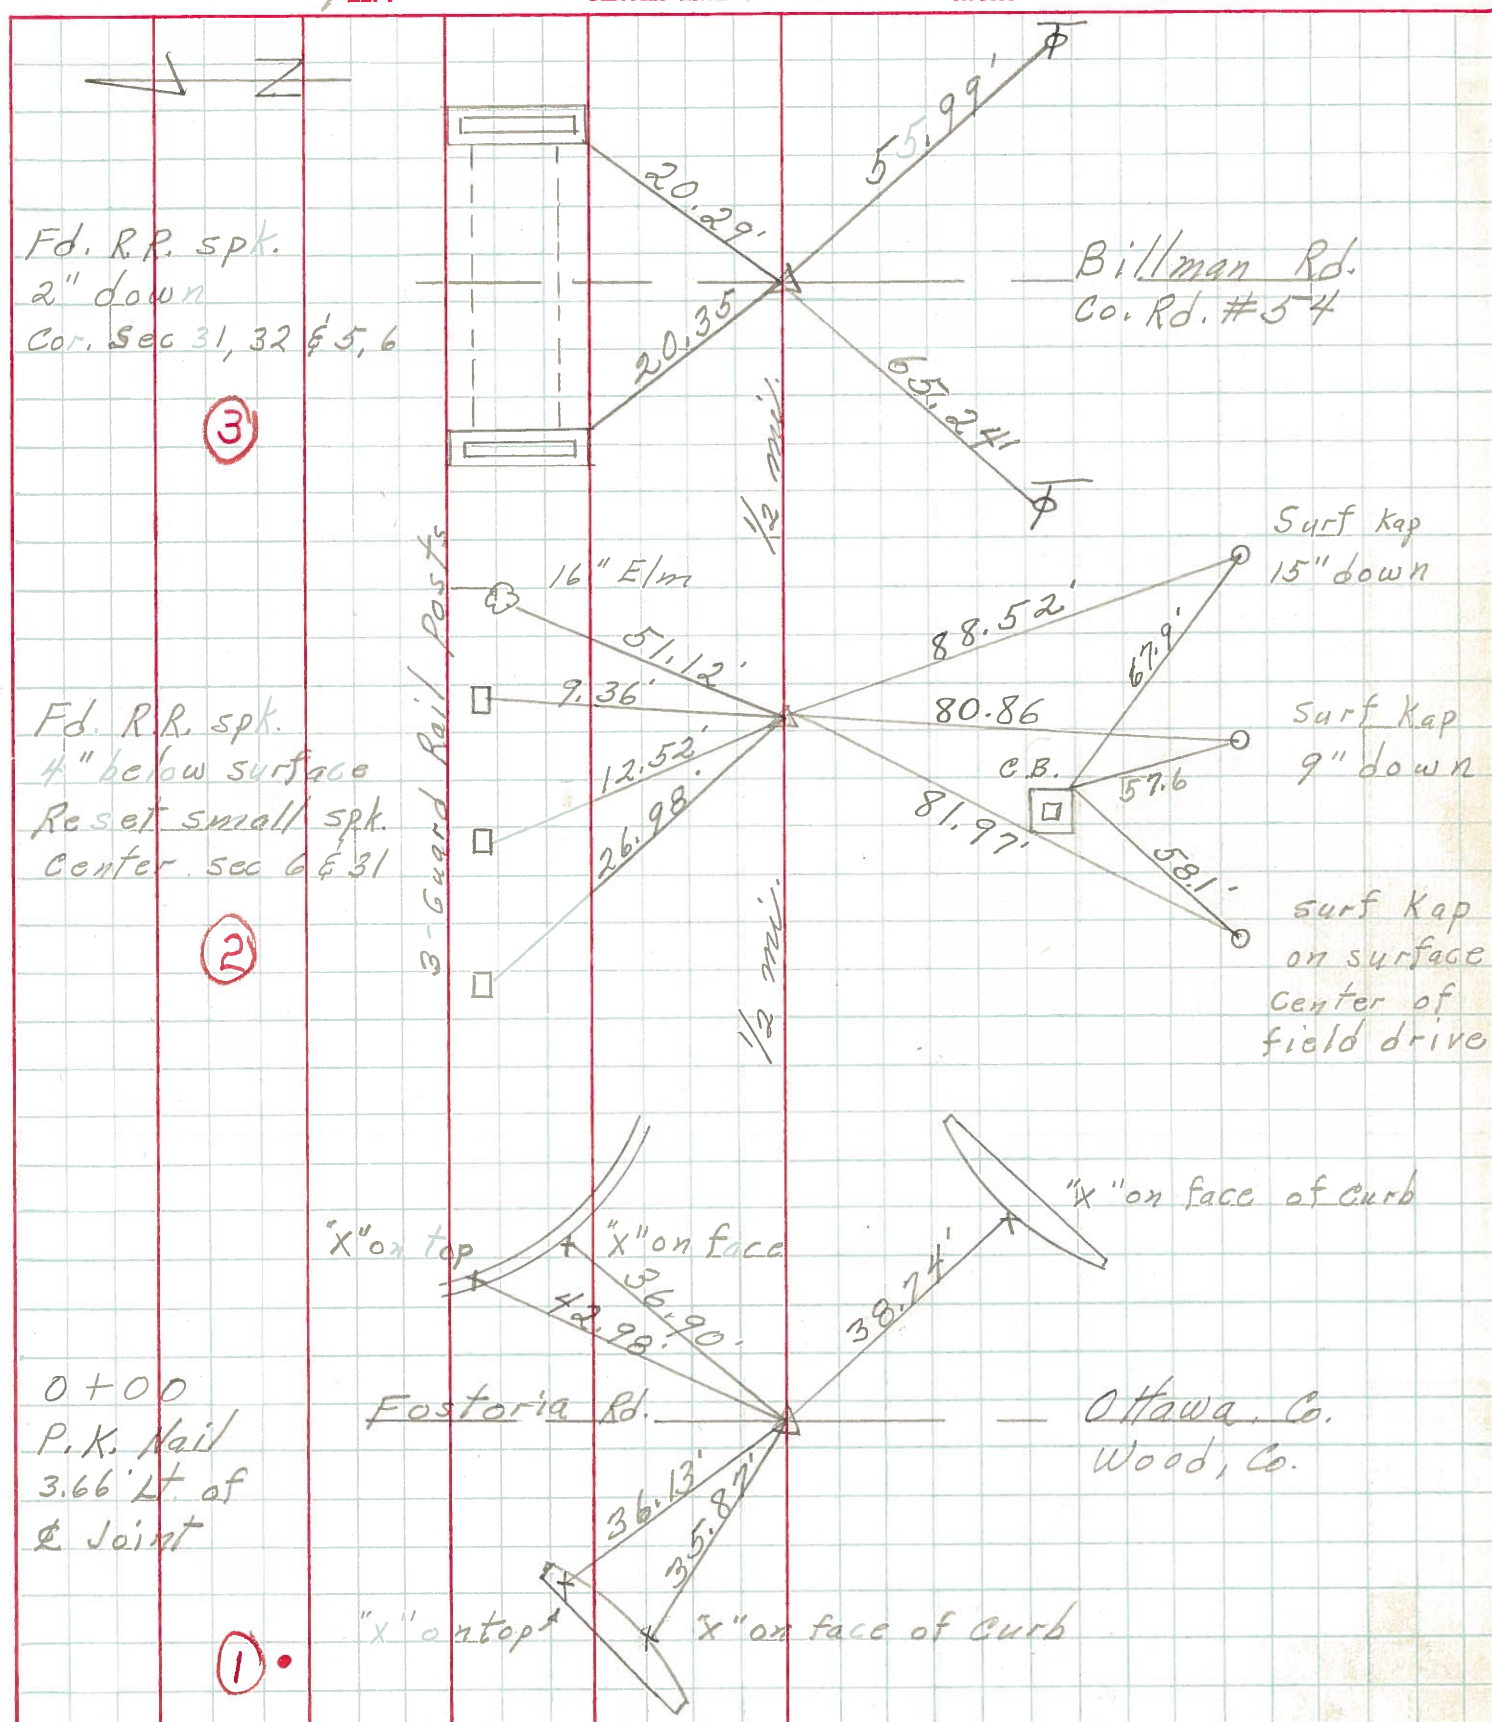 N
55.99'
20.29'
Fd. R.R. spk.
2" down
Cor. Sec 31, 32 & 5, 6
Billman Rd.
Co. Rd. #54
20.35
65.24'
3
1/2 mi.
3-Guard Rail Posts
16" Elm
51.12'
9.36'
12.52'
26.98'
88.52'
80.86
81.97'
67.9'
57.6
58.1'
C.B.
Surf Kap
15" down
Surf Kap
9" down
surf Kap
on surface
Center of
field drive
Fd. R.R. spk.
4" below surface
Reset small spk.
Center sec 6 & 31
2
1/2 mi.
"X" on top
"X" on face
"X" on face of Curb
36.90'
42.98'
38.74'
0+00
P.K. Nail
3.66' Lt. of
℄ Joint
Fostoria Rd.
Ottawa, Co.
Wood, Co.
36.13'
35.87'
"X" on top
"X" on face of Curb
1